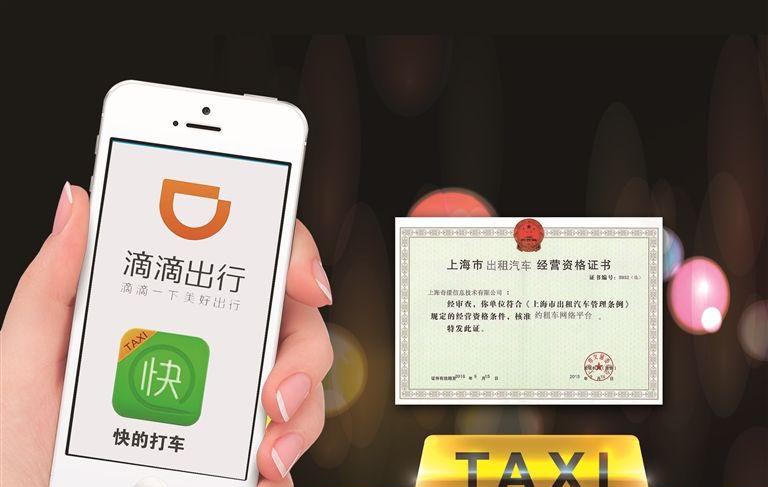 滴滴出行
滴滴一下 美好出行
TAXI
快
快的打车
上海市 出租汽车 经营资格证书
上海奇漾信息技术有限公司：
经审查，你单位符合《上海市出租汽车管理条例》
规定的经营资格条件，核准 约租车网络平台 。
特发此证。
TAXI